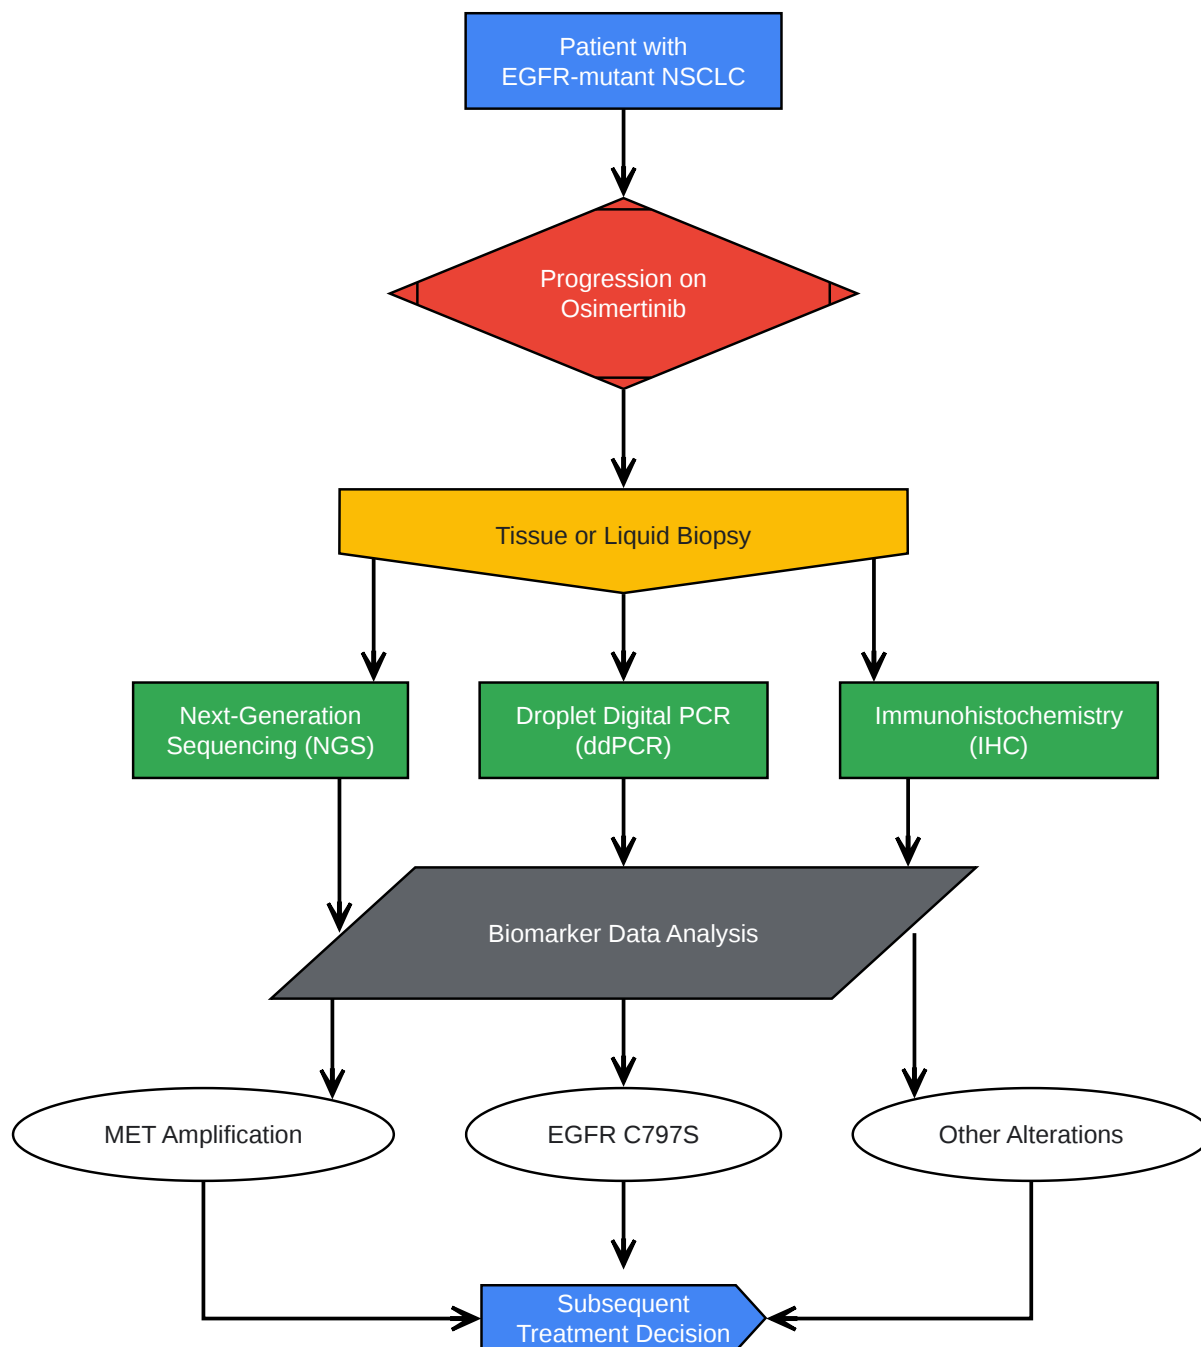 Patient with
EGFR-mutant NSCLC
Progression on
Osimertinib
Tissue or Liquid Biopsy
Next-Generation
Sequencing (NGS)
Droplet Digital PCR
(ddPCR)
Immunohistochemistry
(IHC)
Biomarker Data Analysis
MET Amplification
EGFR C797S
Other Alterations
Subsequent
Treatment Decision